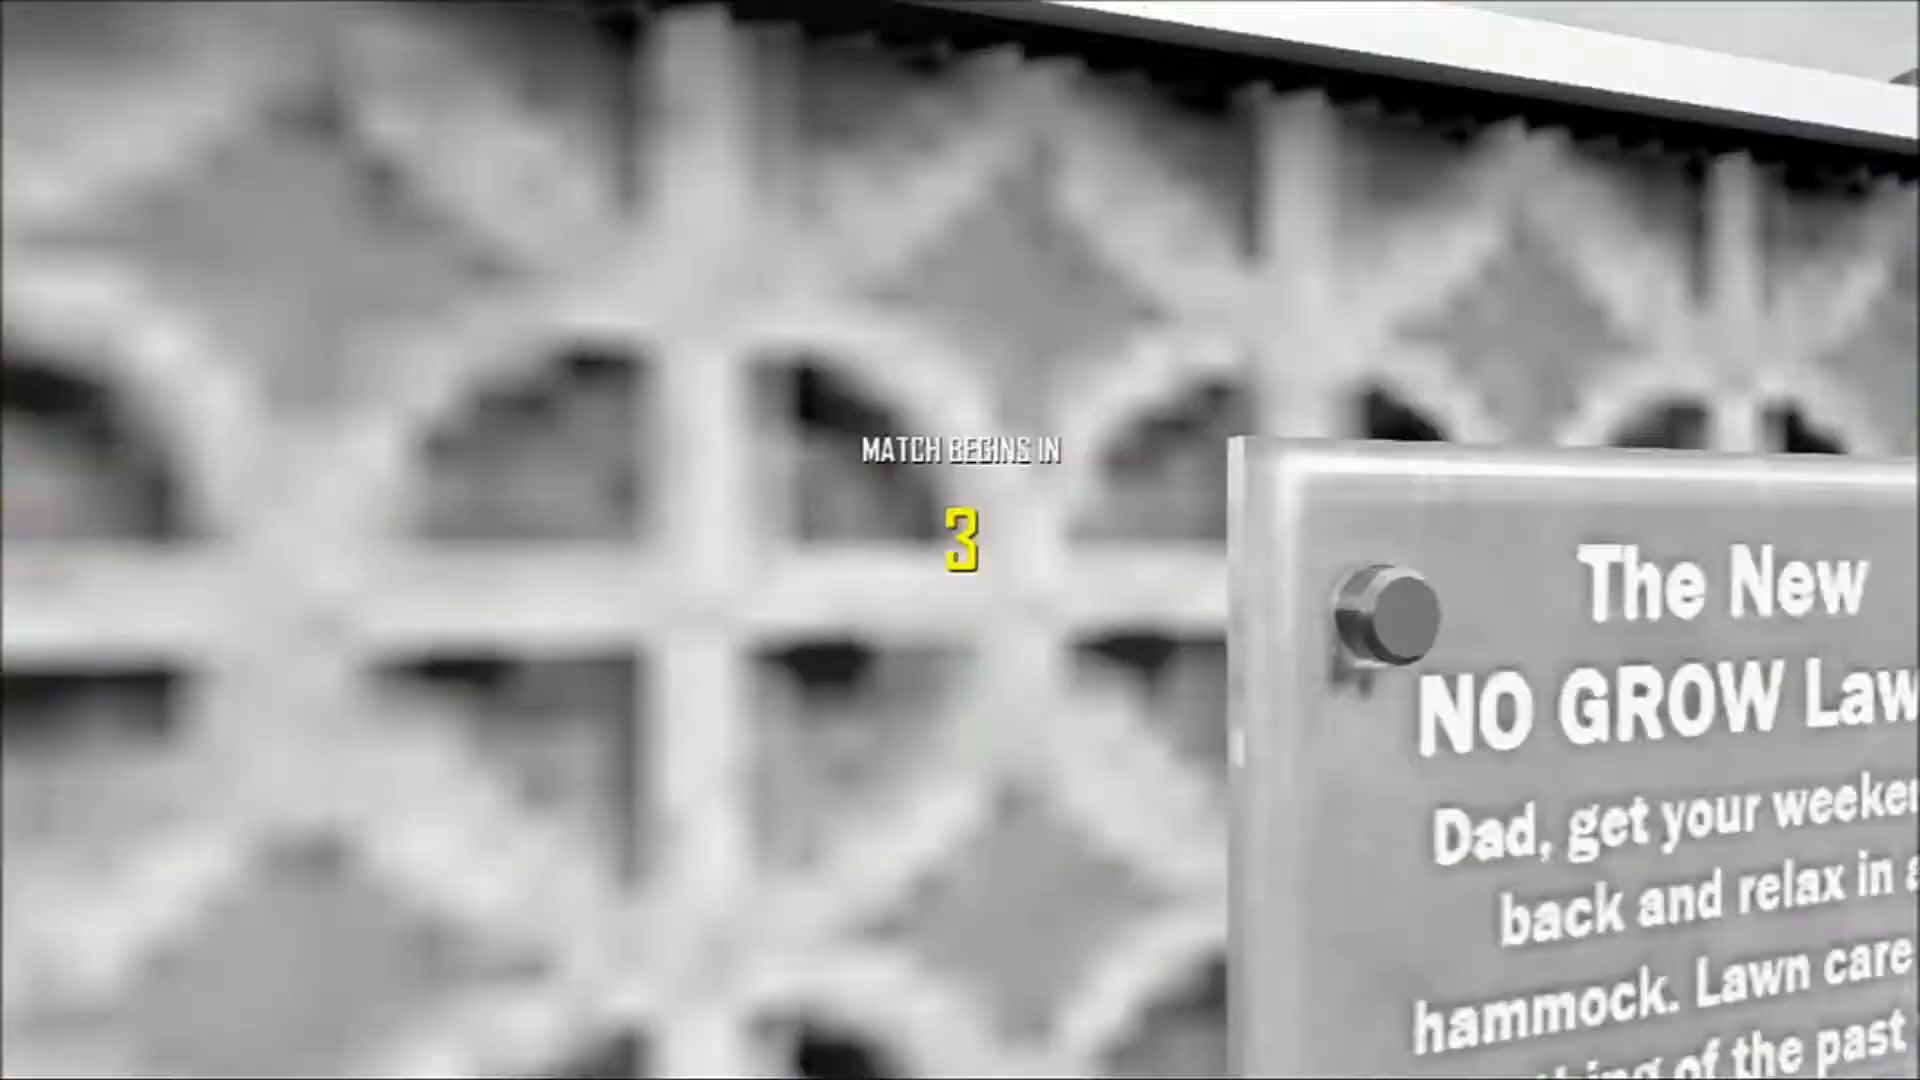 MATCH BEGINS IN
3
The New
NO GROW Law
Dad, get your weeke
back and relax in a
hammock. Lawn care
of the past